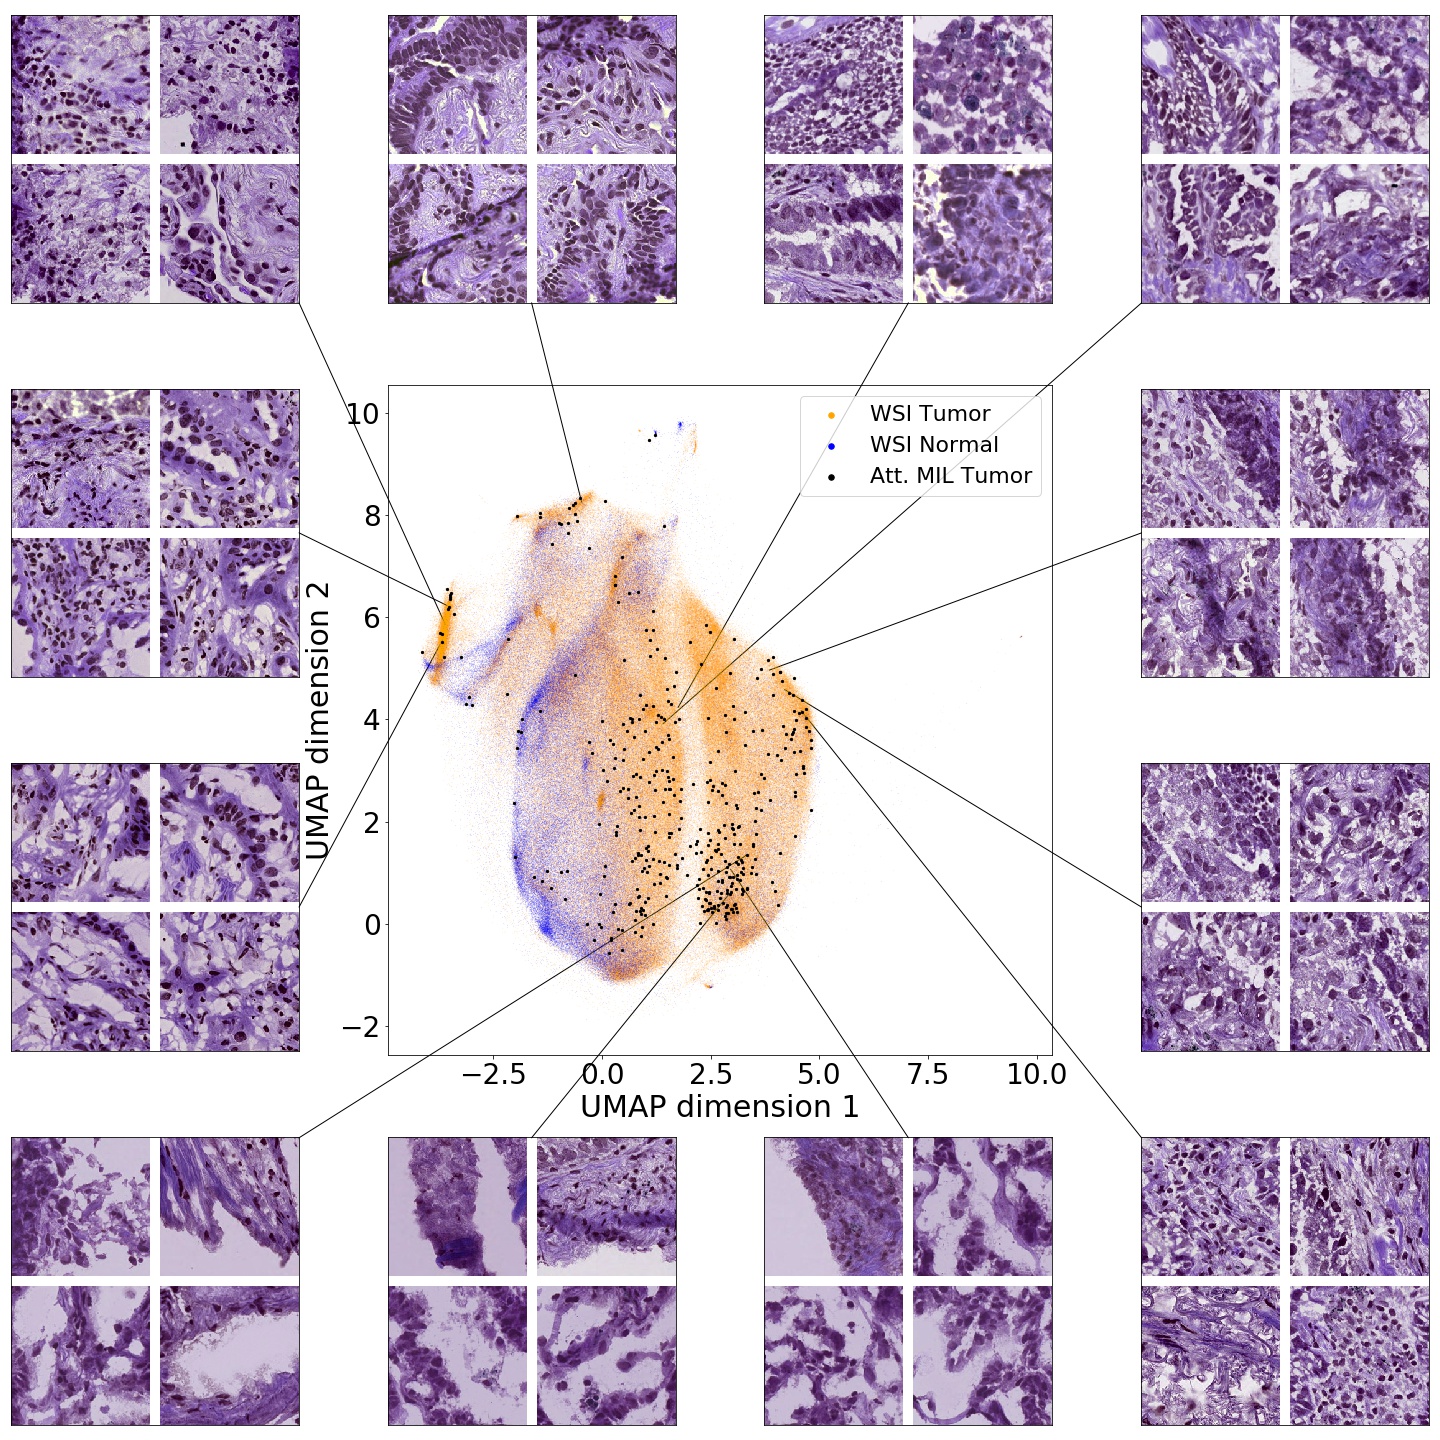 WSI Tumor
WSI Normal
Att. MIL Tumor
10
8
6
4
2
0
−2
UMAP dimension 2
−2.5 0.0 2.5 5.0 7.5 10.0
UMAP dimension 1